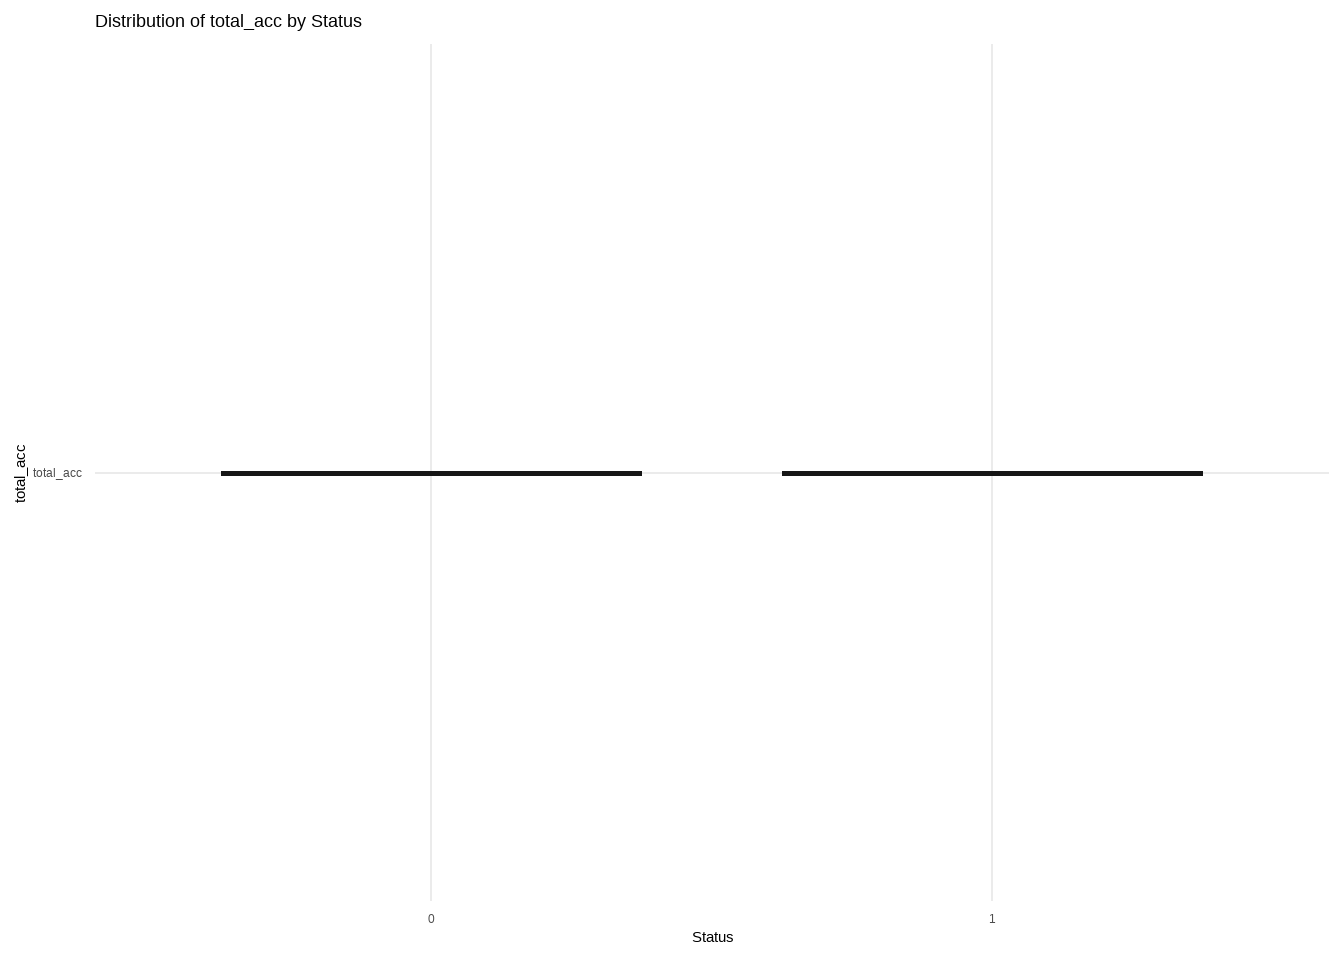 Distribution of total_acc by Status
total_acc
total_acc
0
1
Status